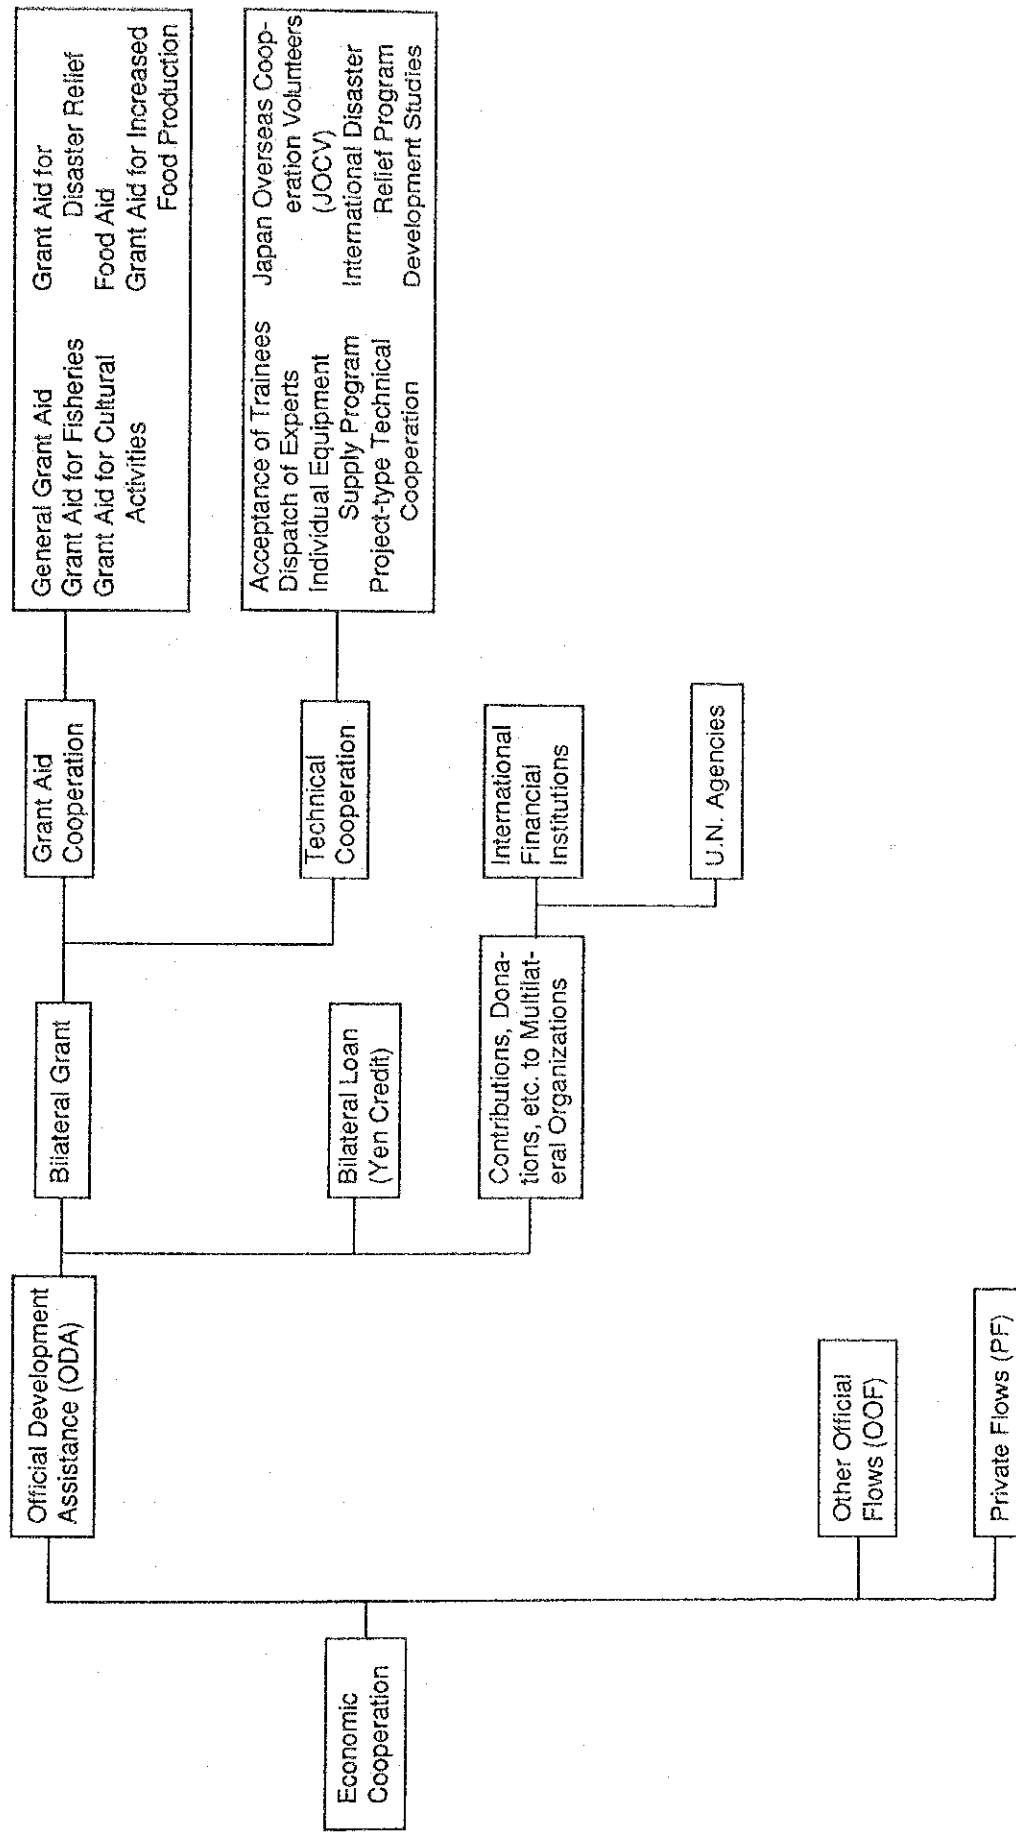 Economic
Cooperation
Official Development
Assistance (ODA)
Other Official
Flows (OOF)
Private Flows (PF)
Bilateral Grant
Bilateral Loan
(Yen Credit)
Contributions, Dona-
tions, etc. to Multilat-
eral Organizations
Grant Aid
Cooperation
Technical
Cooperation
International
Financial
Institutions
U.N. Agencies
General Grant Aid
Grant Aid for Fisheries
Grant Aid for Cultural
Activities
Grant Aid for
Disaster Relief
Food Aid
Grant Aid for Increased
Food Production
Acceptance of Trainees
Dispatch of Experts
Individual Equipment
Supply Program
Project-type Technical
Cooperation
Japan Overseas Coop-
eration Volunteers
(JOCV)
International Disaster
Relief Program
Development Studies